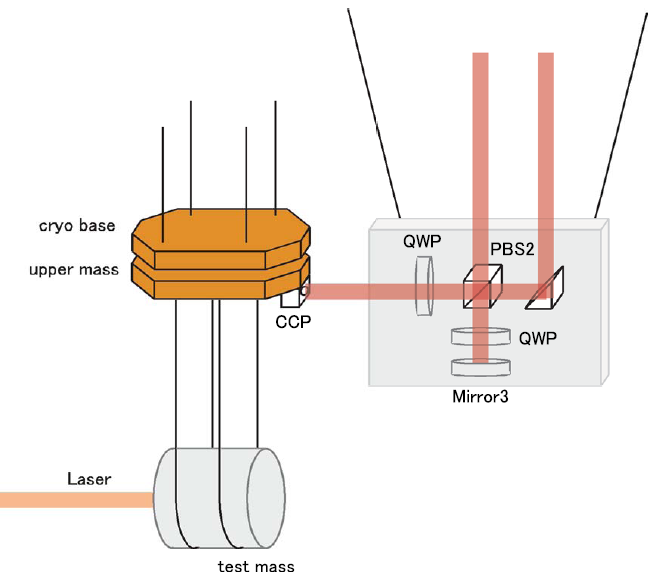 cryo base
upper mass
CCP
QWP
PBS2
QWP
Mirror3
Laser
test mass